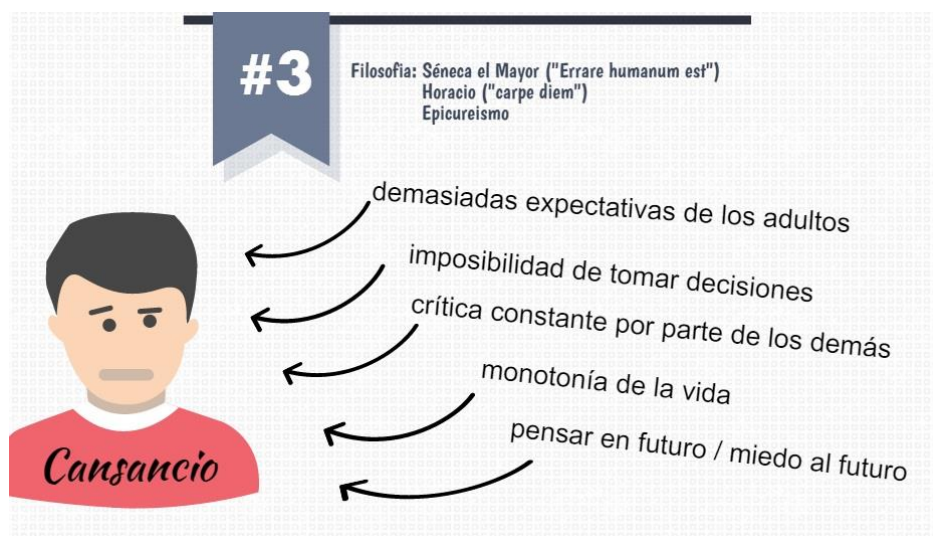 #3
Filosofia: Séneca el Mayor ("Errare humanum est")
Horacio ("carpe diem")
Epicureismo
demasiadas expectativas de los adultos
imposibilidad de tomar decisiones
crítica constante por parte de los demás
monotonía de la vida
pensar en futuro / miedo al futuro
Cansancio